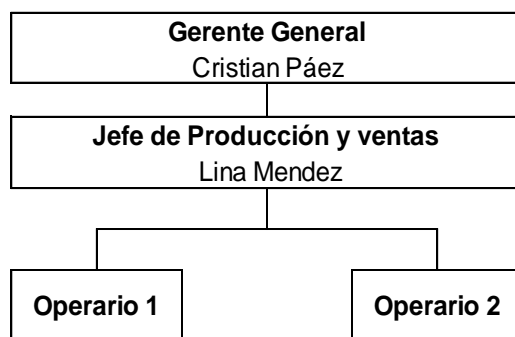 Gerente General
Cristian Páez
Jefe de Producción y ventas
Lina Mendez
Operario 1
Operario 2